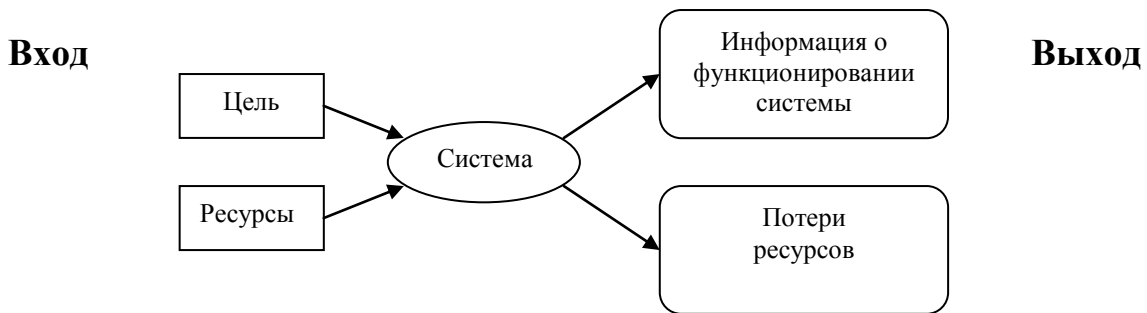 Вход
Цель
Ресурсы
Система
Информация о
функционировании
системы
Потери
ресурсов
Выход